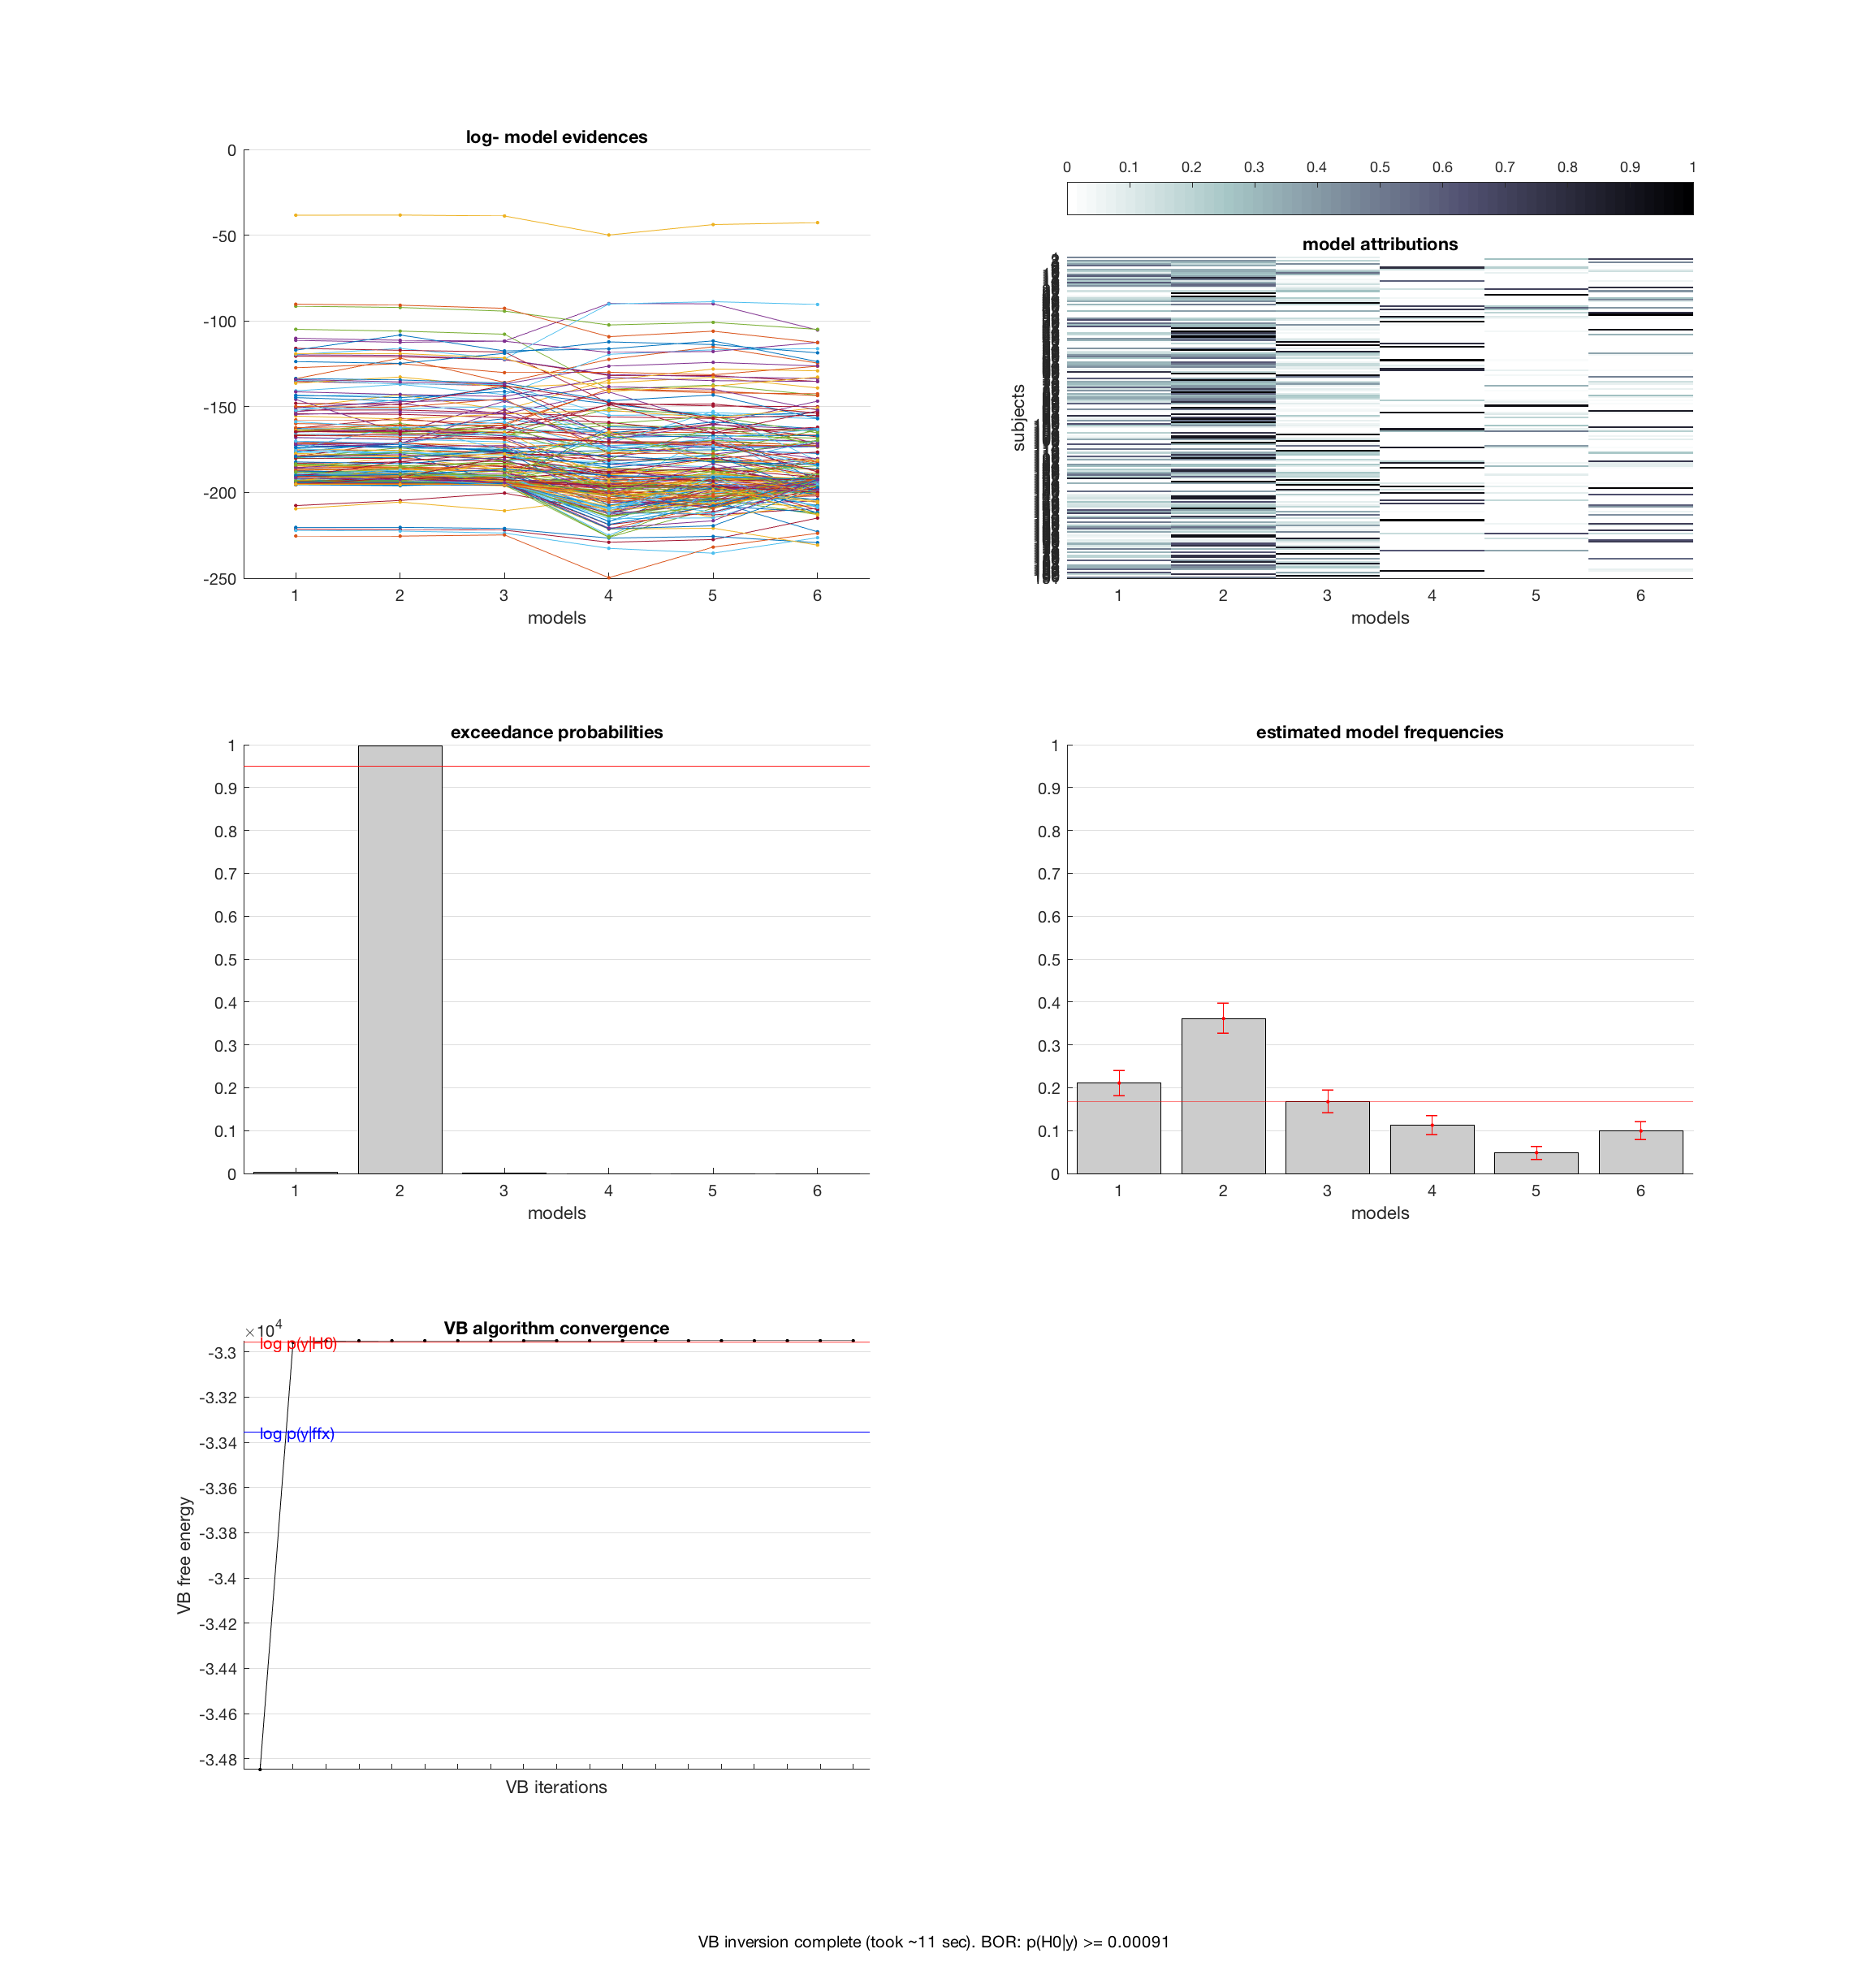 log- model evidences
0
-50
-100
-150
-200
-250
1 2 3 4 5 6
models
0 0.1 0.2 0.3 0.4 0.5 0.6 0.7 0.8 0.9 1
model attributions
subjects
1 2 3 4 5 6
models
exceedance probabilities
1
0.9
0.8
0.7
0.6
0.5
0.4
0.3
0.2
0.1
0
1 2 3 4 5 6
models
estimated model frequencies
1
0.9
0.8
0.7
0.6
0.5
0.4
0.3
0.2
0.1
0
1 2 3 4 5 6
models
VB algorithm convergence
×10⁴
log p(y|H0)
-3.3
-3.32
log p(y|ffx)
-3.34
-3.36
-3.38
-3.4
-3.42
-3.44
-3.46
-3.48
VB free energy
VB iterations
VB inversion complete (took ~11 sec). BOR: p(H0|y) >= 0.00091